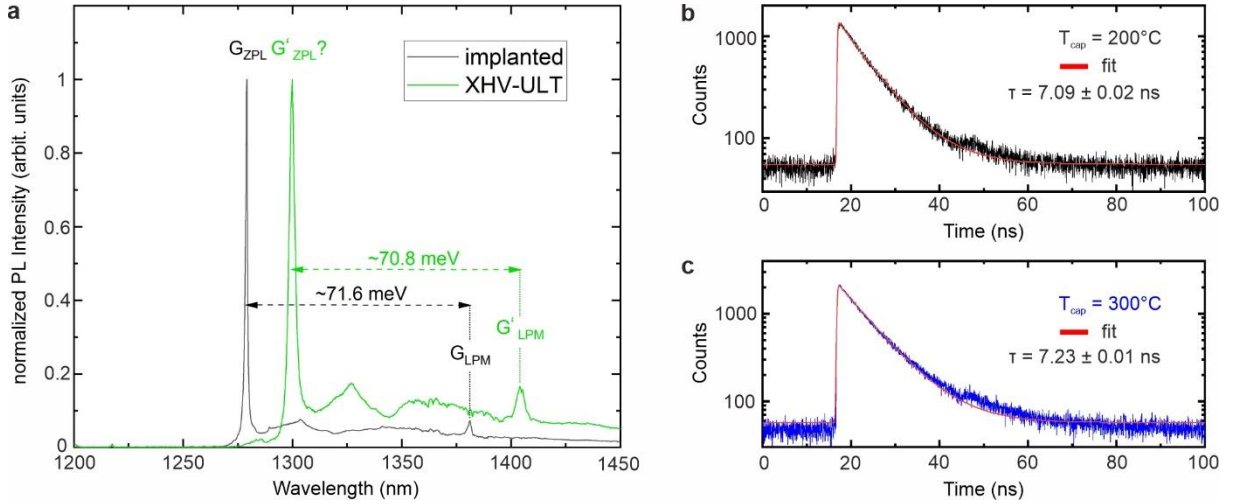 a
G_ZPL G'_ZPL?
implanted
XHV-ULT
~70.8 meV
~71.6 meV
G'_LPM
G_LPM
normalized PL Intensity (arbit. units)
1
0.8
0.6
0.4
0.2
0
1200 1250 1300 1350 1400 1450
Wavelength (nm)
b
T_cap = 200°C
fit
τ = 7.09 ± 0.02 ns
Counts
1000
100
0 20 40 60 80 100
Time (ns)
c
T_cap = 300°C
fit
τ = 7.23 ± 0.01 ns
Counts
1000
100
0 20 40 60 80 100
Time (ns)